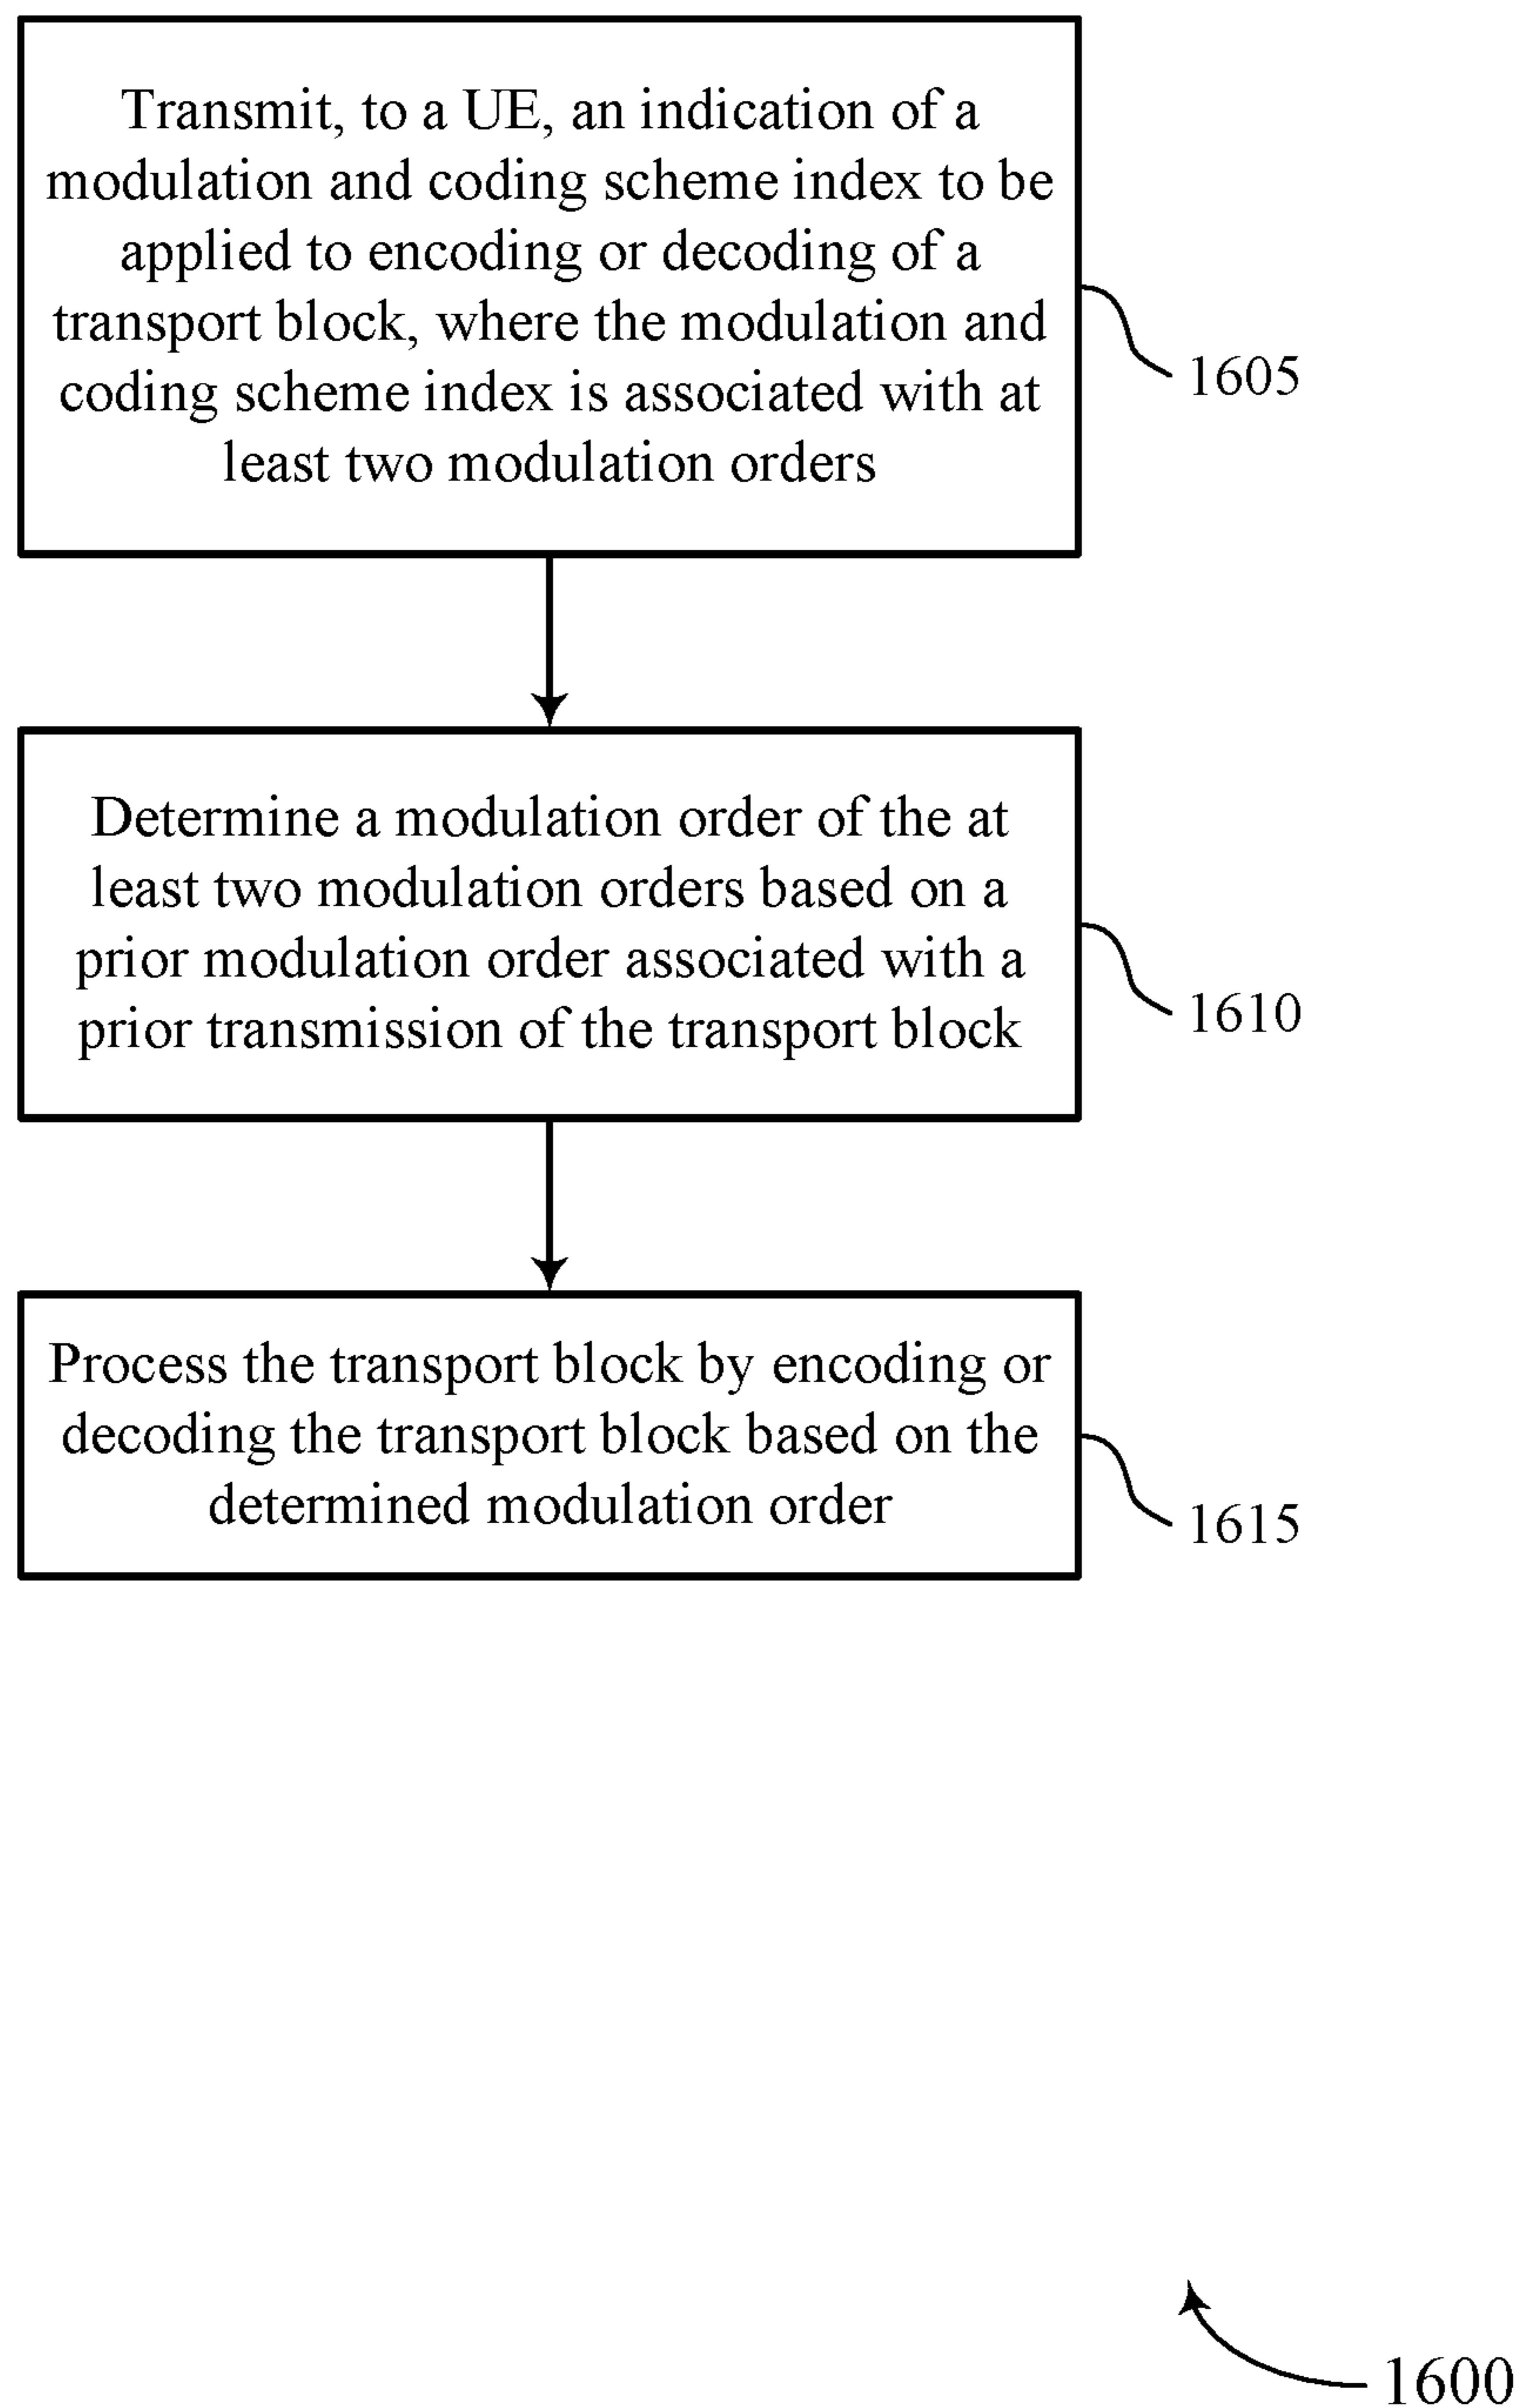 Transmit, to a UE, an indication of a
modulation and coding scheme index to be
applied to encoding or decoding of a
transport block, where the modulation and
coding scheme index is associated with at
least two modulation orders
1605
Determine a modulation order of the at
least two modulation orders based on a
prior modulation order associated with a
prior transmission of the transport block
1610
Process the transport block by encoding or
decoding the transport block based on the
determined modulation order
1615
1600